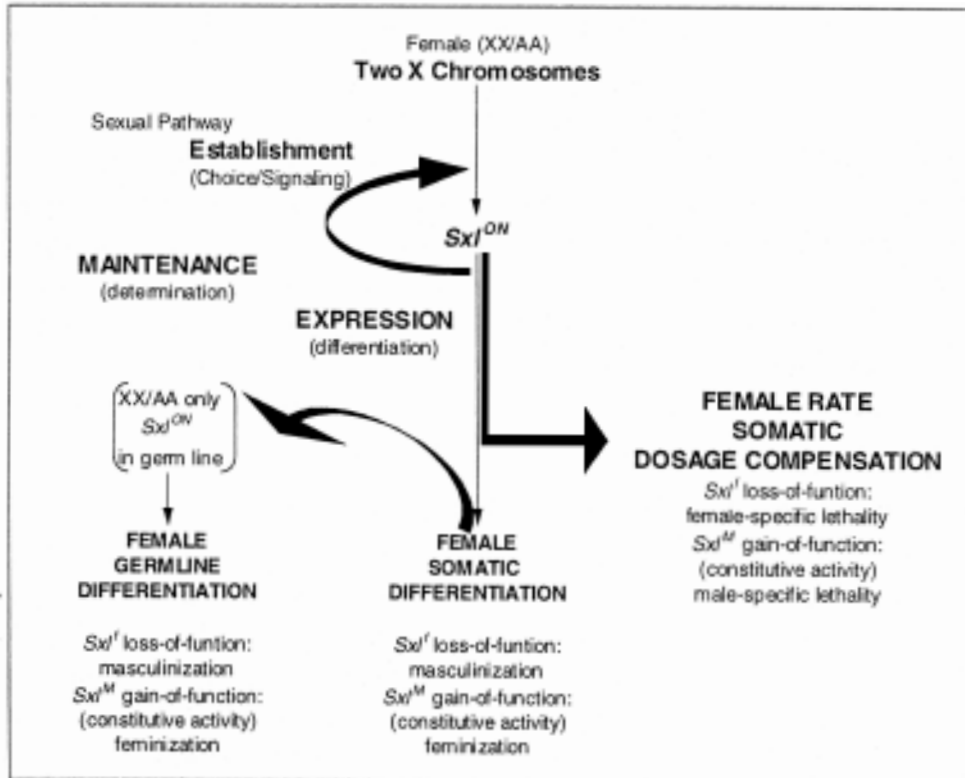 Female (XX/AA)
Two X Chromosomes
Sexual Pathway
Establishment
(Choice/Signaling)
Sxl^ON
MAINTENANCE
(determination)
EXPRESSION
(differentiation)
XX/AA only
Sxl^ON
in germ line
FEMALE RATE
SOMATIC
DOSAGE COMPENSATION
Sxl^f loss-of-funtion:
female-specific lethality
Sxl^M gain-of-function:
(constitutive activity)
male-specific lethality
FEMALE
GERMLINE
DIFFERENTIATION
Sxl^f loss-of-funtion:
masculinization
Sxl^M gain-of-function:
(constitutive activity)
feminization
FEMALE
SOMATIC
DIFFERENTIATION
Sxl^f loss-of-funtion:
masculinization
Sxl^M gain-of-function:
(constitutive activity)
feminization